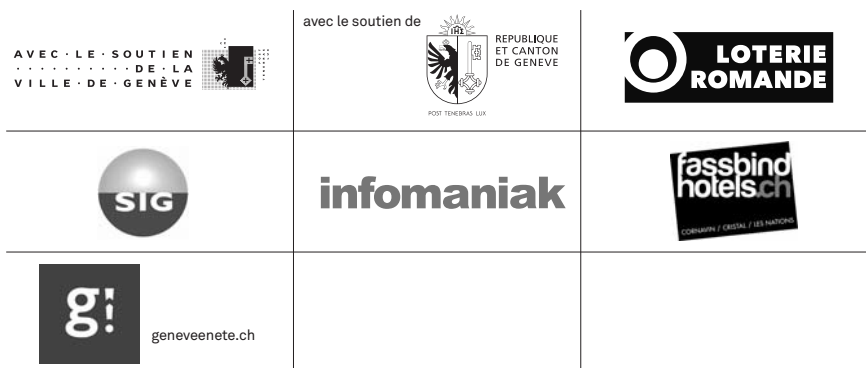 AVEC · LE · SOUTIEN
· · · · · · · · · · DE · LA
VILLE · DE · GENÈVE
avec le soutien de
REPUBLIQUE
ET CANTON
DE GENEVE
POST TENEBRAS LUX
LOTERIE
ROMANDE
SIG
infomaniak
fassbind
hotels.ch
CORNAVIN / CRISTAL / LES NATIONS
g!
geneveenete.ch